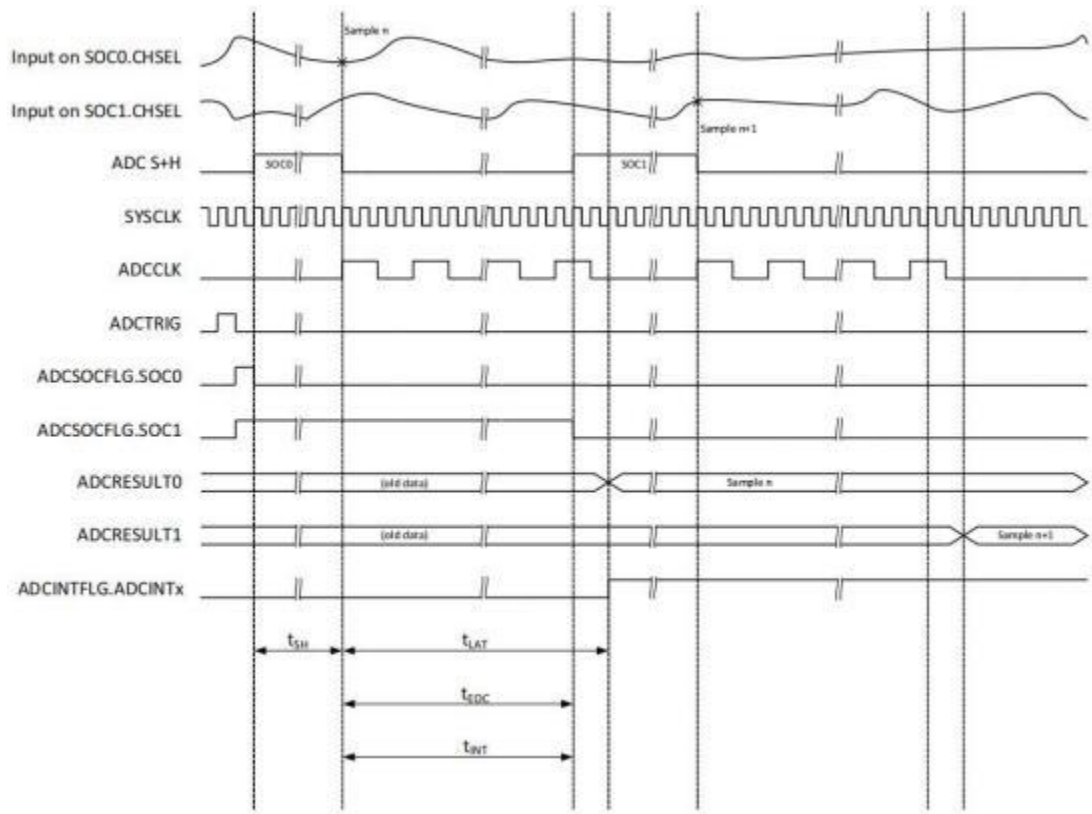 Sample n
Input on SOC0.CHSEL
Input on SOC1.CHSEL
Sample n+1
ADC S+H
SOC0
SOC1
SYSCLK
ADCCLK
ADCTRIG
ADCSOCFLG.SOC0
ADCSOCFLG.SOC1
ADCRESULT0
(old data)
Sample n
ADCRESULT1
(old data)
Sample n+1
ADCINTFLG.ADCINTx
tSH
tLAT
tEOC
tINT